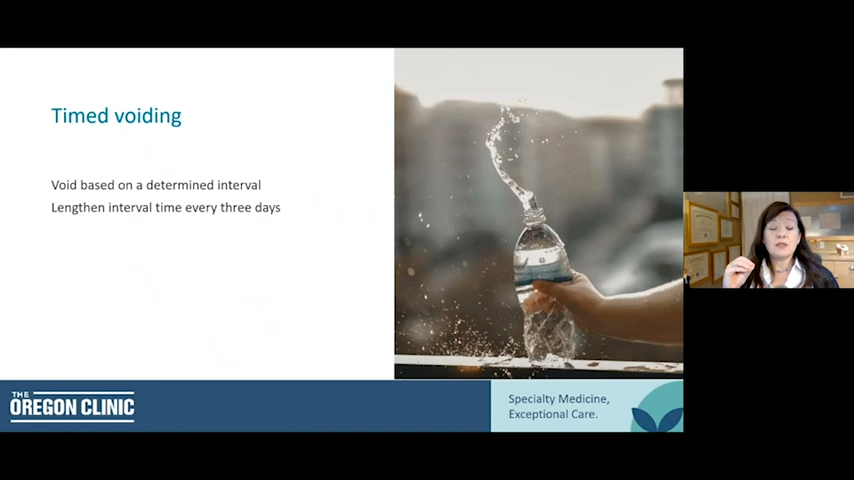 Timed voiding
Void based on a determined interval
Lengthen interval time every three days
THE
OREGON CLINIC
Specialty Medicine,
Exceptional Care.